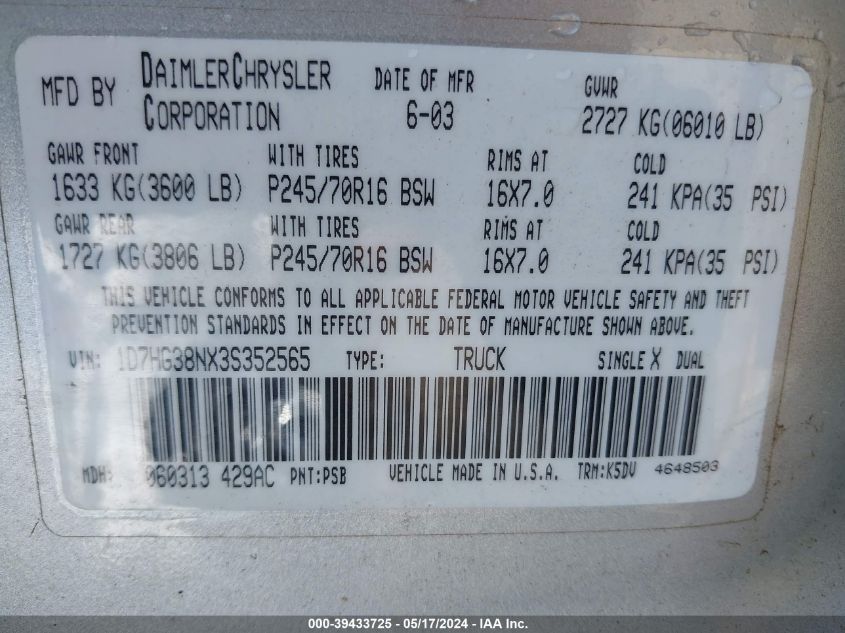 MFD BY DAIMLERCHRYSLER CORPORATION DATE OF MFR 6-03 GVWR 2727 KG(06010 LB)
GAWR FRONT WITH TIRES RIMS AT COLD
1633 KG(3600 LB) P245/70R16 BSW 16X7.0 241 KPA(35 PSI)
GAWR REAR WITH TIRES RIMS AT COLD
1727 KG(3806 LB) P245/70R16 BSW 16X7.0 241 KPA(35 PSI)
THIS VEHICLE CONFORMS TO ALL APPLICABLE FEDERAL MOTOR VEHICLE SAFETY AND THEFT
PREVENTION STANDARDS IN EFFECT ON THE DATE OF MANUFACTURE SHOWN ABOVE.
VIN: 1D7HG38NX3S352565 TYPE: TRUCK SINGLE X DUAL
MDH: 060313 429AC PNT:PSB VEHICLE MADE IN U.S.A. TRM:K5DV 4648503
000-39433725 - 05/17/2024 - IAA Inc.